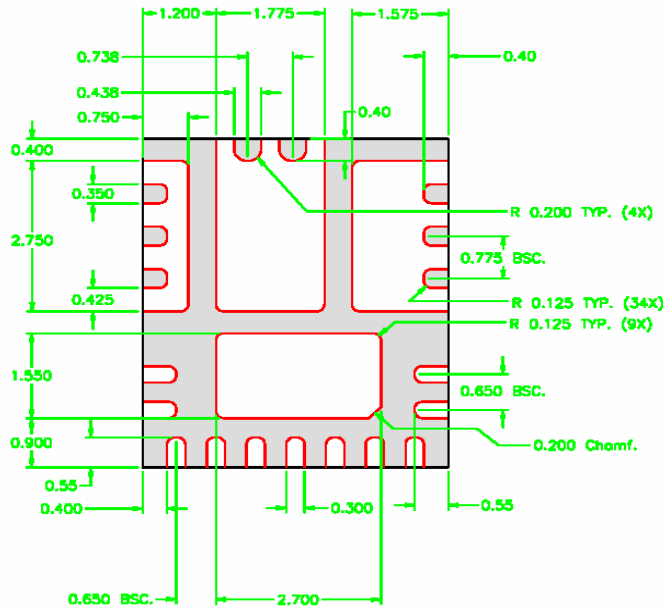 1.200
1.775
1.575
0.738
0.40
0.438
0.750
0.40
0.400
0.350
R 0.200 TYP. (4X)
2.750
0.775 BSC.
0.425
R 0.125 TYP. (34X)
R 0.125 TYP. (9X)
1.550
0.650 BSC.
0.900
0.200 Chamf.
0.55
0.400
0.300
0.55
0.650 BSC.
2.700